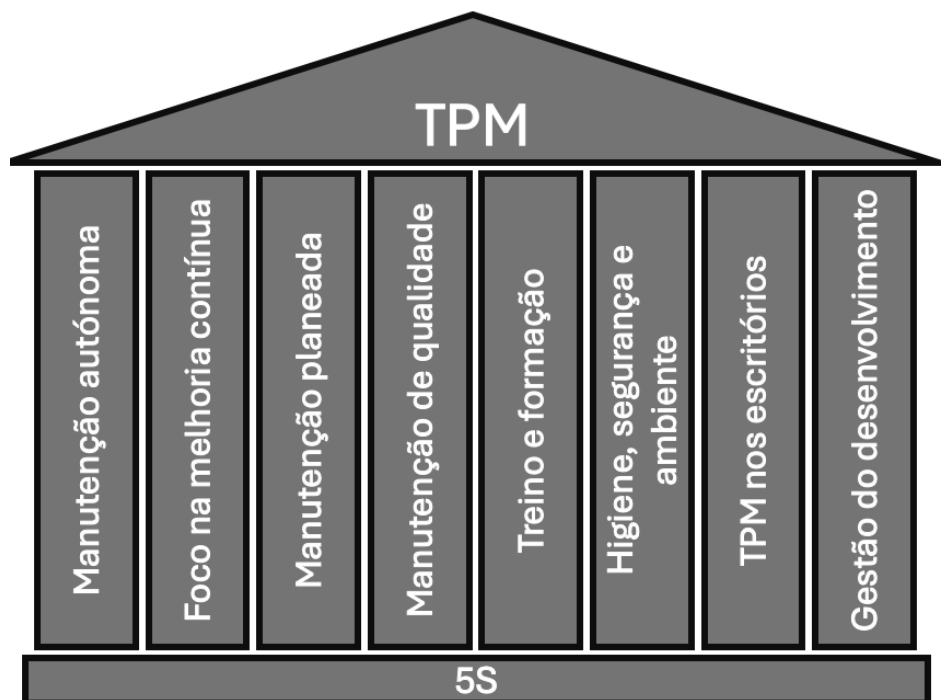 TPM
Manutenção autónoma
Foco na melhoria contínua
Manutenção planeada
Manutenção de qualidade
Treino e formação
Higiene, segurança e
ambiente
TPM nos escritórios
Gestão do desenvolvimento
5S